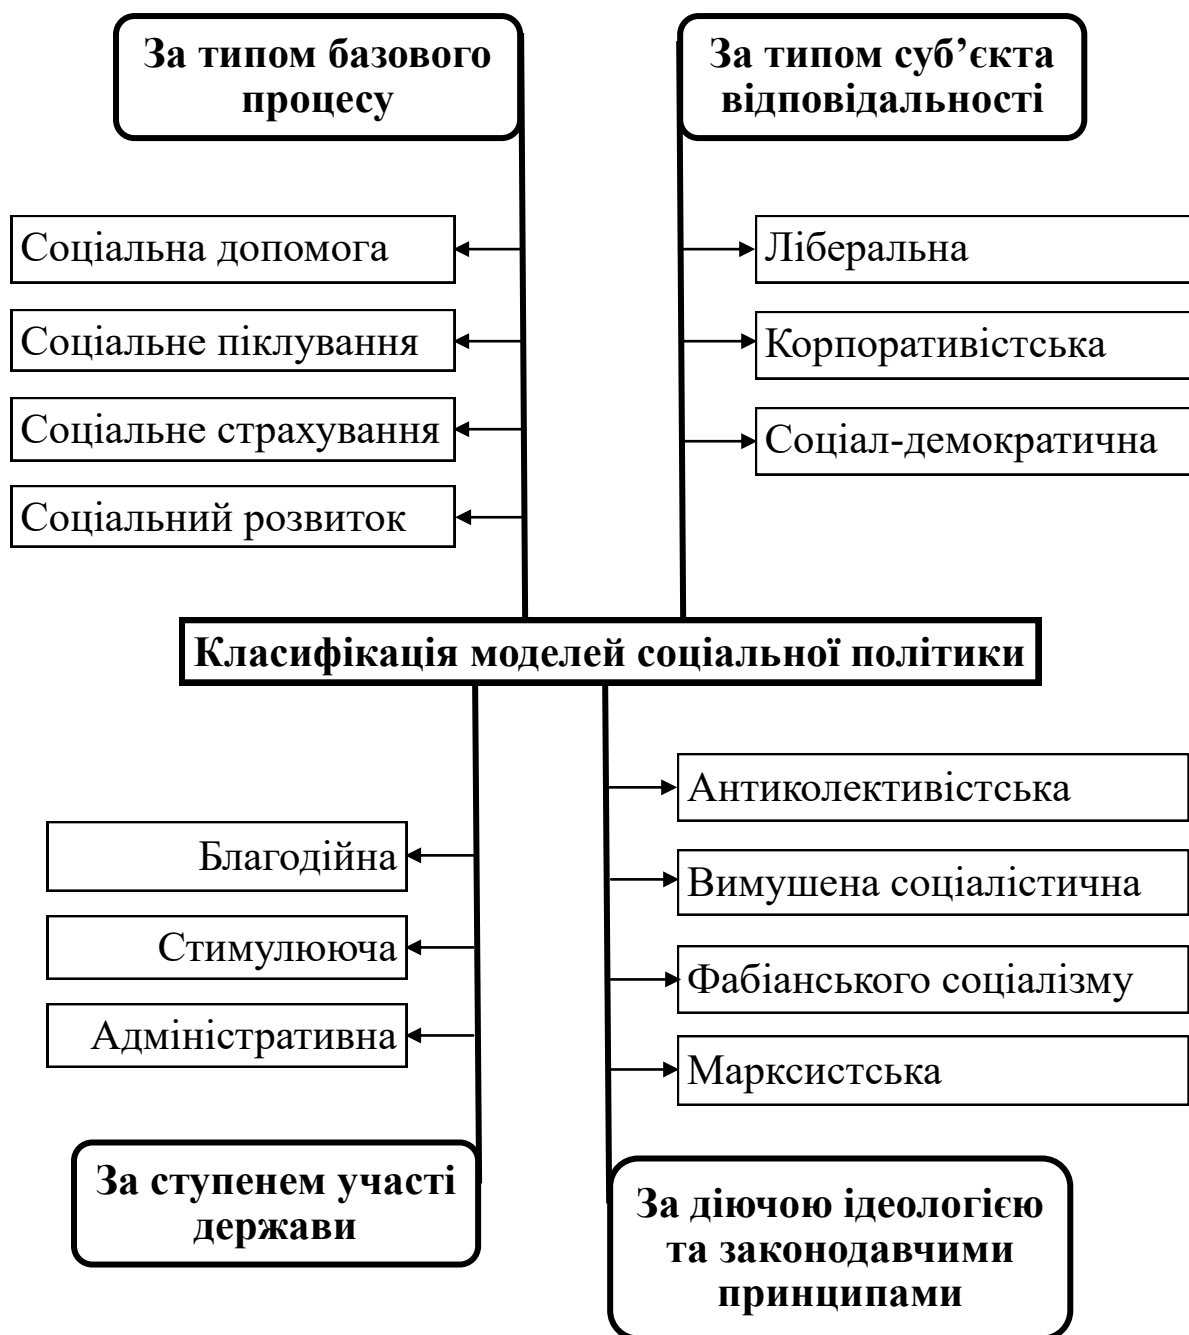 За типом базового
процесу
За типом суб’єкта
відповідальності
Соціальна допомога
Соціальне піклування
Соціальне страхування
Соціальний розвиток
Ліберальна
Корпоративістська
Соціал-демократична
Класифікація моделей соціальної політики
Благодійна
Стимулююча
Адміністративна
Антиколективістська
Вимушена соціалістична
Фабіанського соціалізму
Марксистська
За ступенем участі
держави
За діючою ідеологією
та законодавчими
принципами